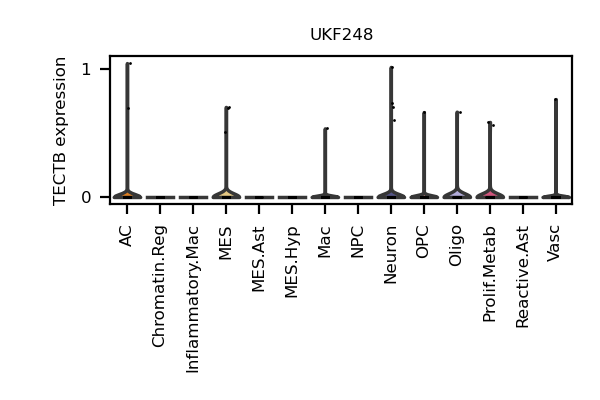 UKF248
TECTB expression
1
0
AC
Chromatin.Reg
Inflammatory.Mac
MES
MES.Ast
MES.Hyp
Mac
NPC
Neuron
OPC
Oligo
Prolif.Metab
Reactive.Ast
Vasc